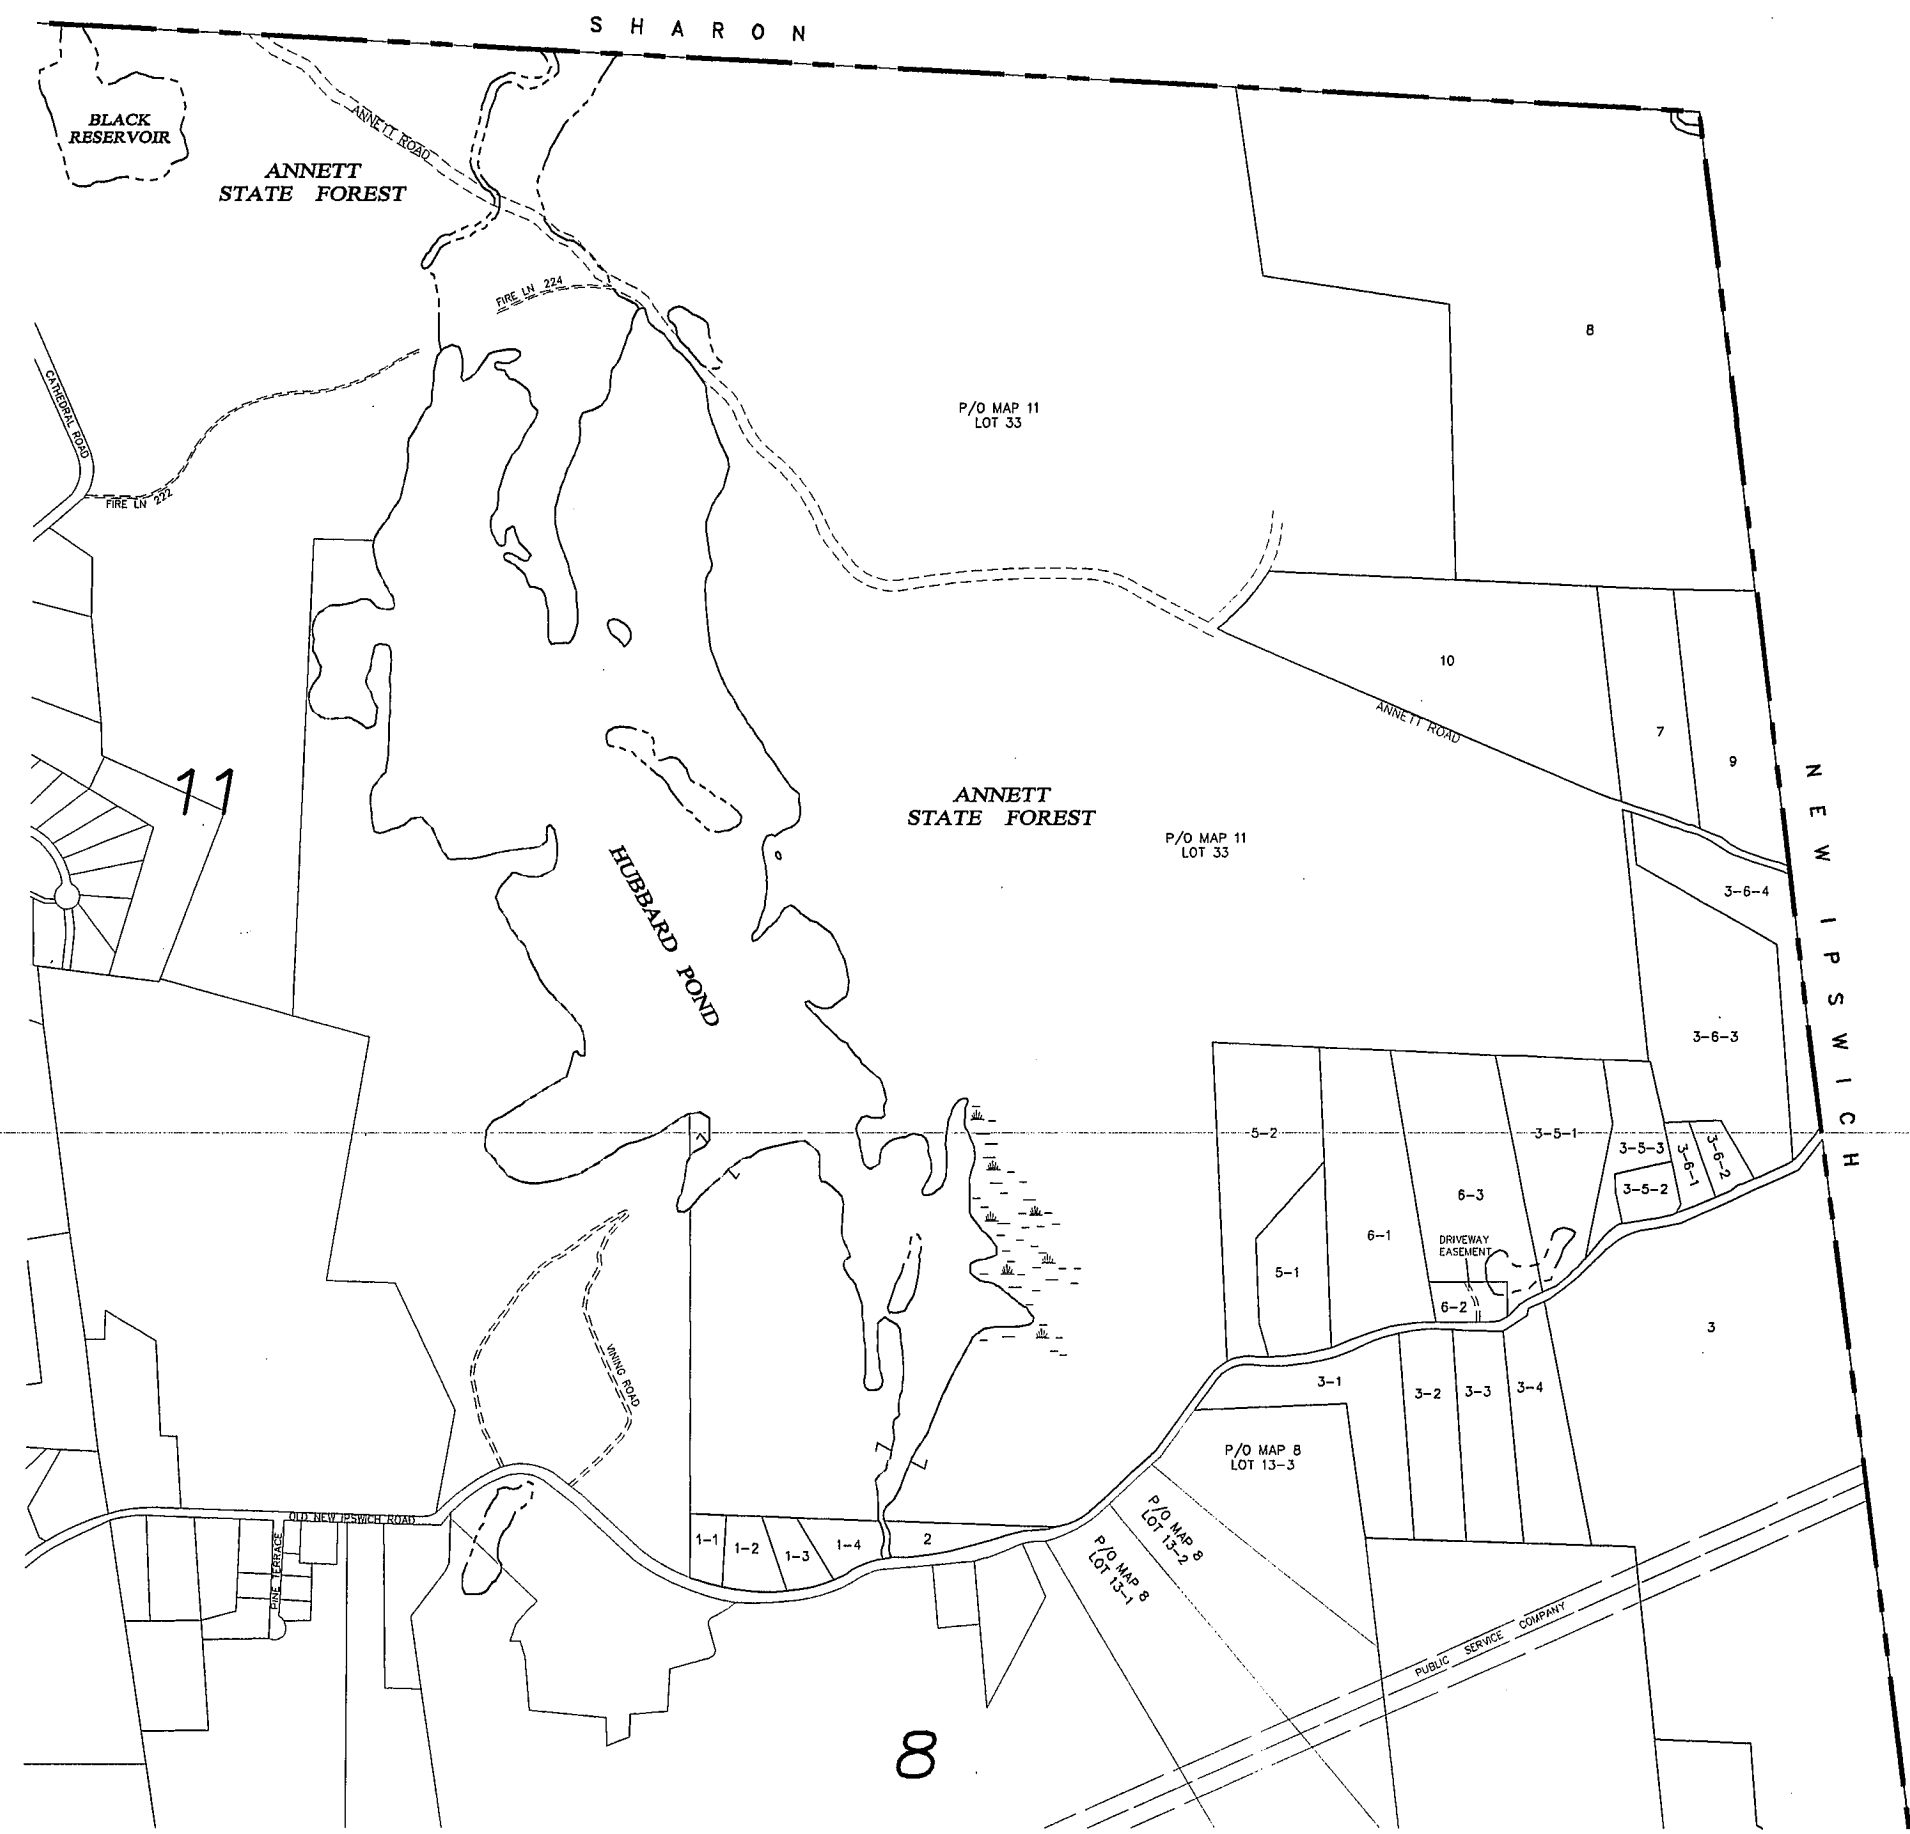 SHARON
BLACK
RESERVOIR
ANNETT ROAD
ANNETT
STATE FOREST
FIRE LN 224
8
CATHEDRAL ROAD
P/O MAP 11
LOT 33
FIRE LN 222
10
ANNETT ROAD
7
9
NEW IPSWICH
11
ANNETT
STATE FOREST
P/O MAP 11
LOT 33
HUBBARD POND
3-6-4
3-6-3
5-2
3-5-1
3-5-3
3-6-1
3-6-2
3-5-2
6-3
6-1
DRIVEWAY
EASEMENT
5-1
6-2
3
VINING ROAD
3-1
3-2
3-3
3-4
P/O MAP 8
LOT 13-3
OLD NEW IPSWICH ROAD
PINE TERRACE
1-1
1-2
1-3
1-4
2
P/O MAP 8
LOT 13-2
P/O MAP 8
LOT 13-1
PUBLIC SERVICE COMPANY
8